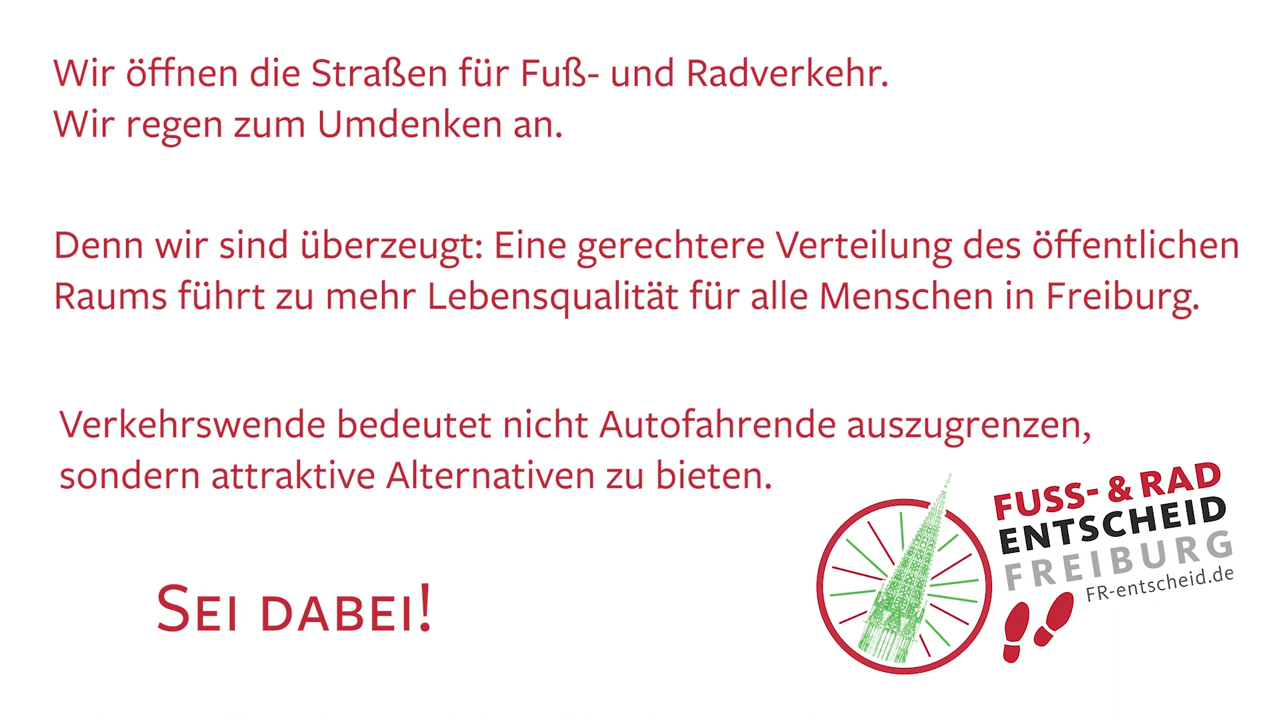 Wir öffnen die Straßen für Fuß- und Radverkehr.
Wir regen zum Umdenken an.
Denn wir sind überzeugt: Eine gerechtere Verteilung des öffentlichen
Raums führt zu mehr Lebensqualität für alle Menschen in Freiburg.
Verkehrswende bedeutet nicht Autofahrende auszugrenzen,
sondern attraktive Alternativen zu bieten.
SEI DABEI!
FUSS- & RAD
ENTSCHEID
FREIBURG
FR-entscheid.de